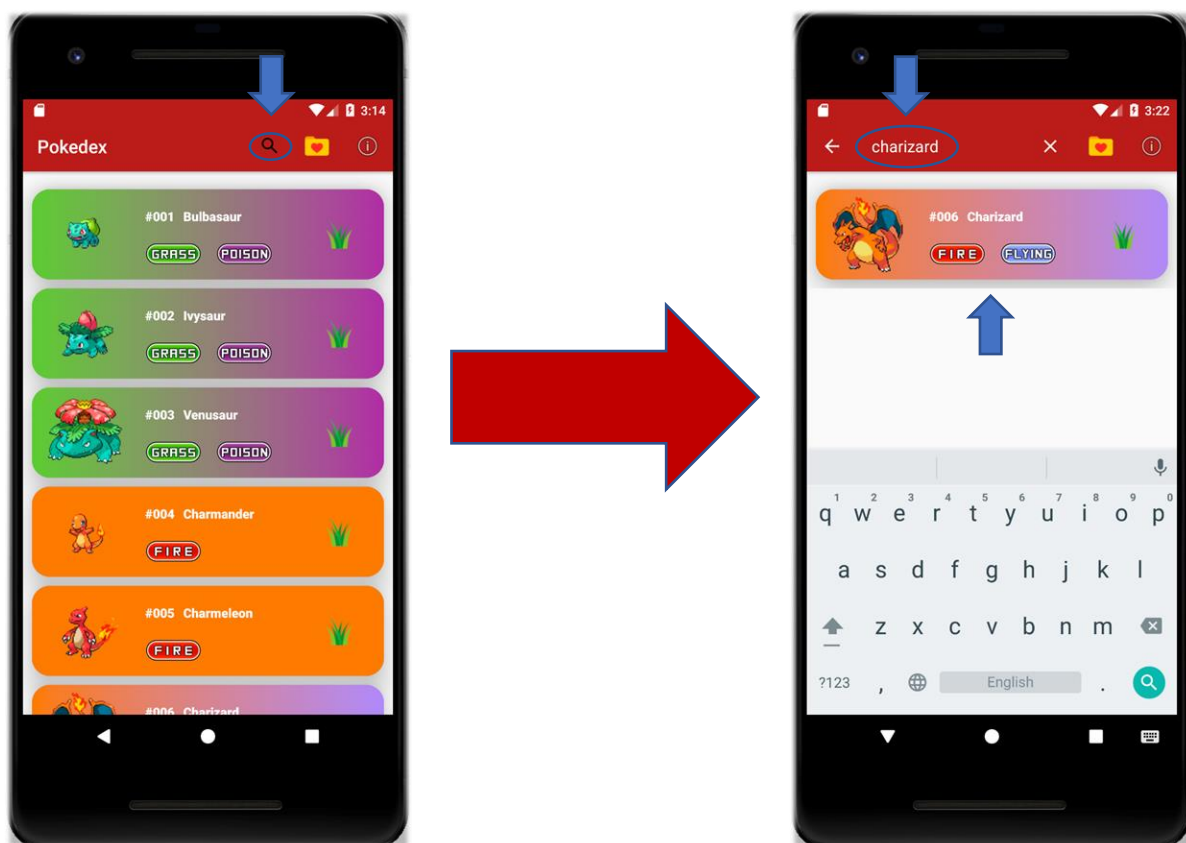 3:14
Pokedex
#001 Bulbasaur
GRASS POISON
#002 Ivysaur
GRASS POISON
#003 Venusaur
GRASS POISON
#004 Charmander
FIRE
#005 Charmeleon
FIRE
#006 Charizard
3:22
charizard
#006 Charizard
FIRE FLYING
1 2 3 4 5 6 7 8 9 0
q w e r t y u i o p
a s d f g h j k l
z x c v b n m
?123 , English .